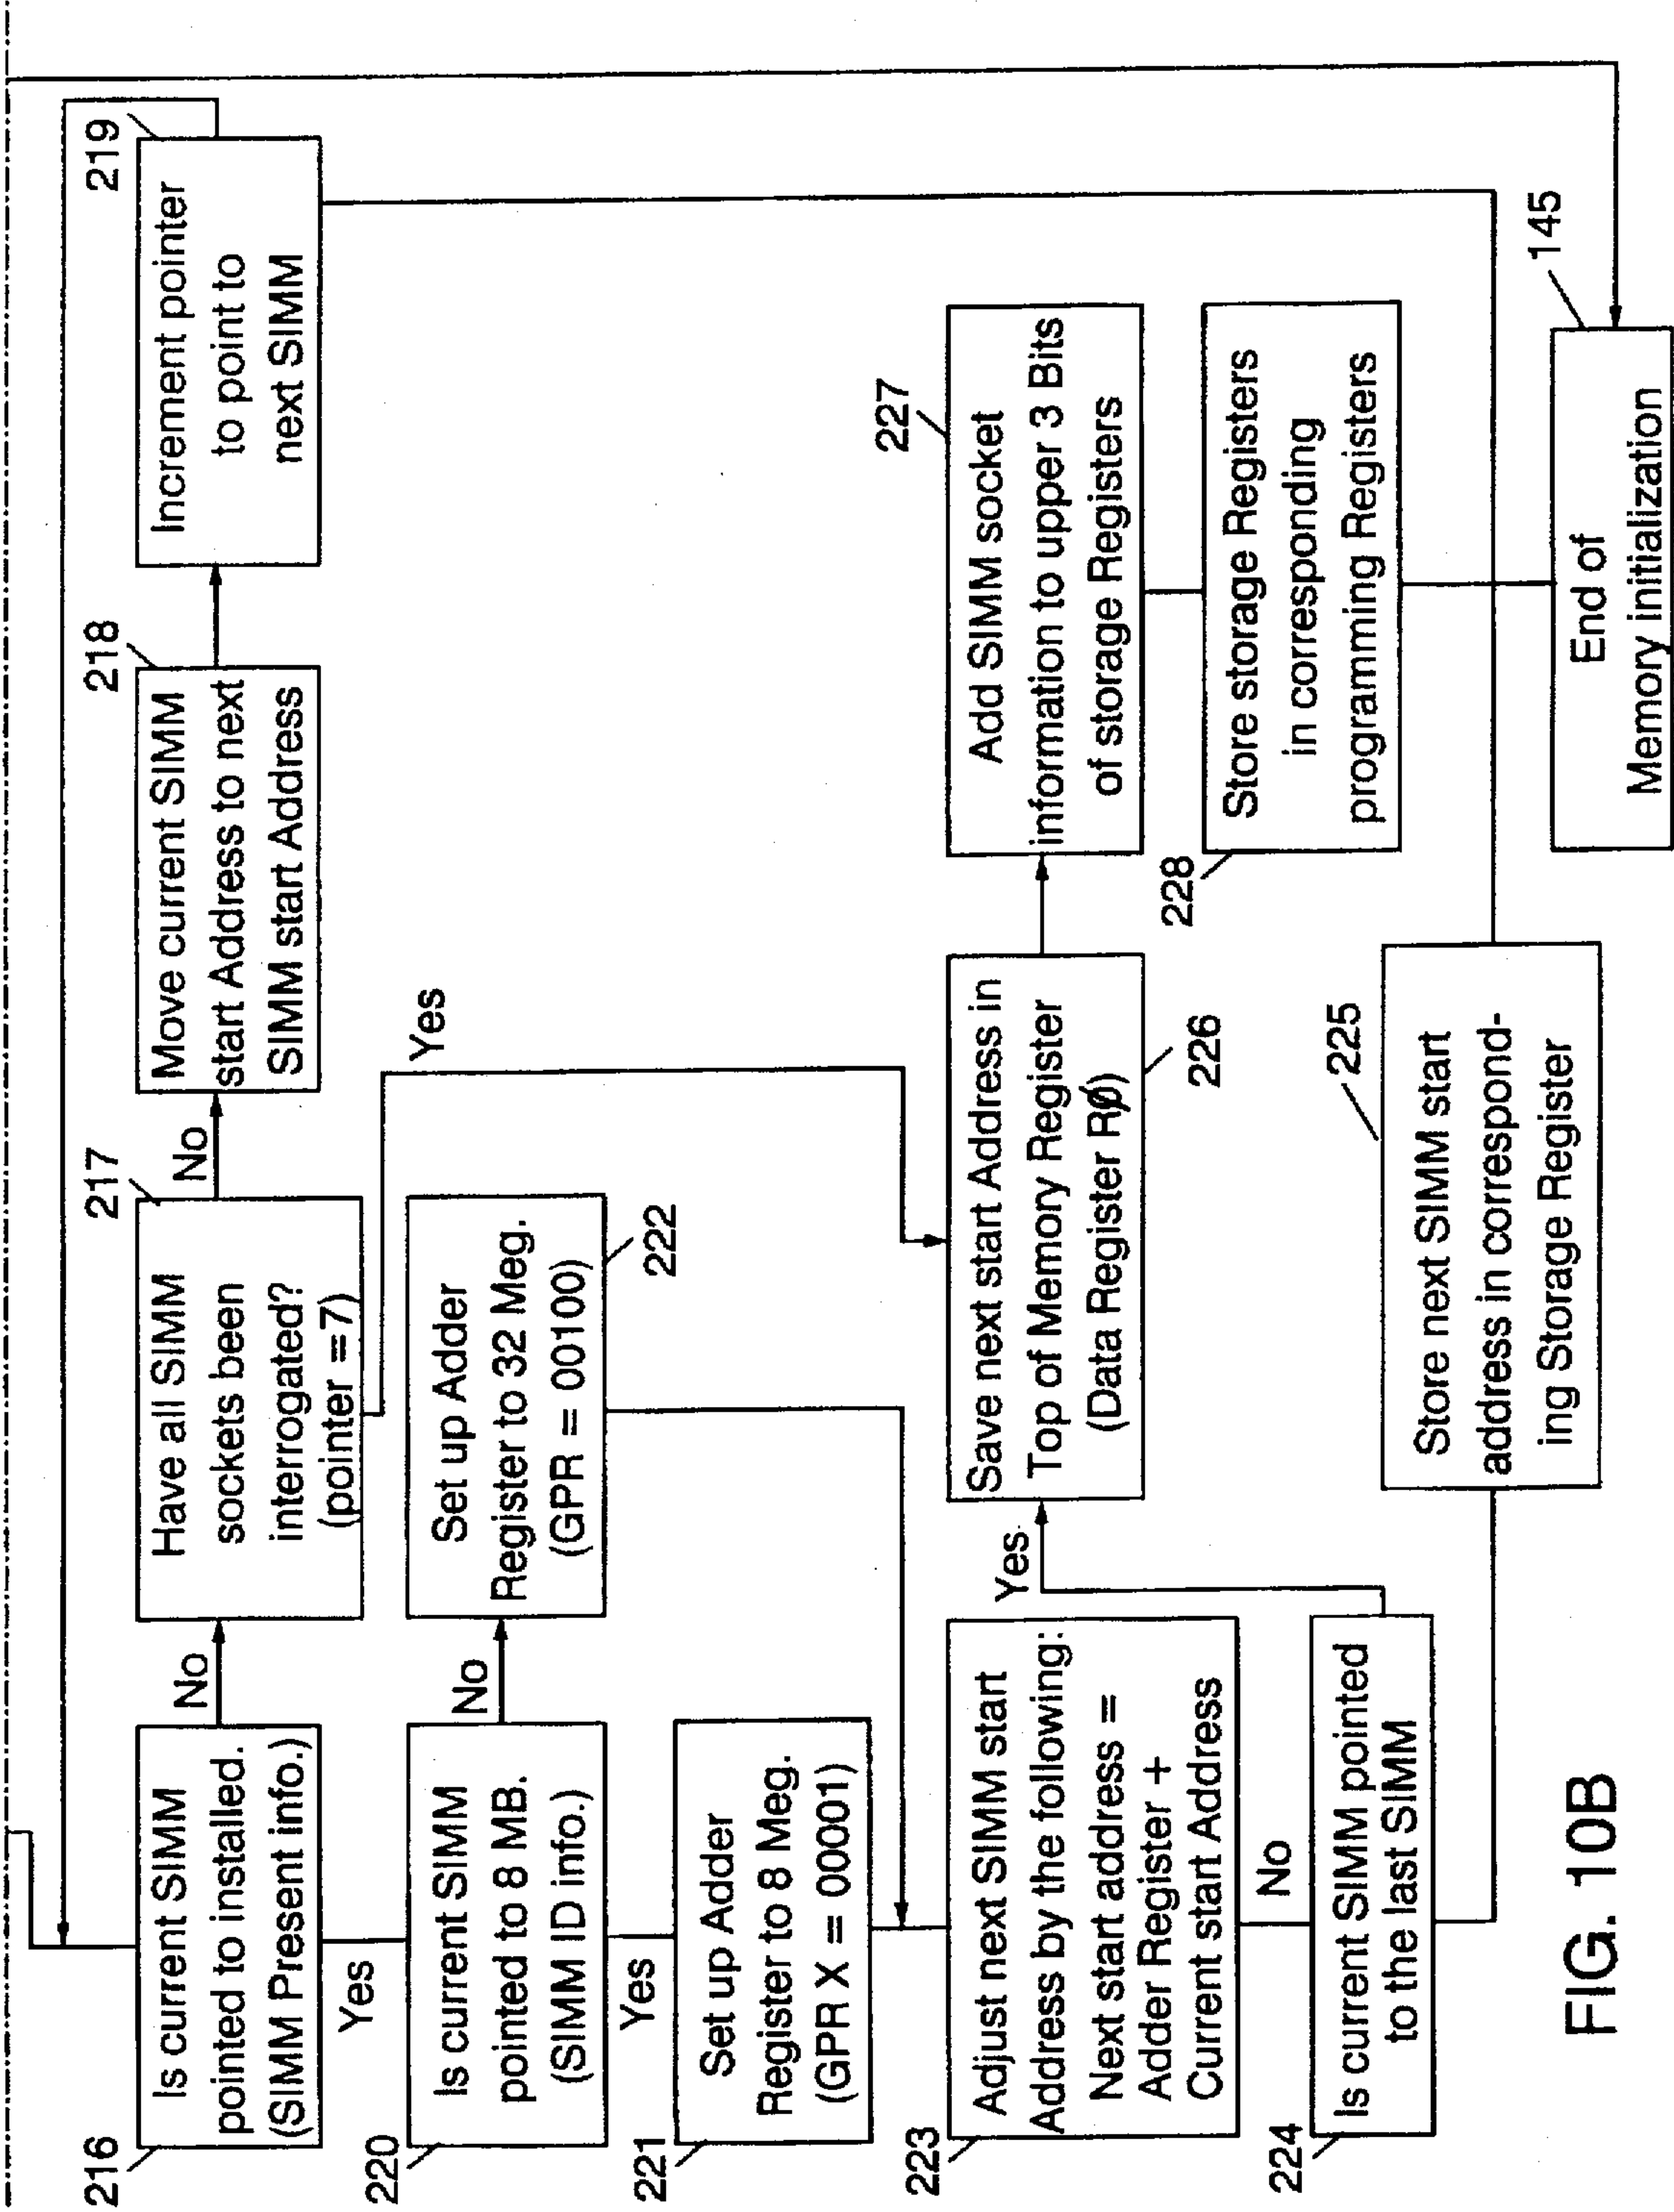 216
Is current SIMM
pointed to installed.
(SIMM Present info.)
No
Yes
217
Have all SIMM
sockets been
interrogated?
(pointer =7)
No
Yes
218
Move current SIMM
start Address to next
SIMM start Address
219
Increment pointer
to point to
next SIMM
220
Is current SIMM
pointed to 8 MB.
(SIMM ID info.)
No
Yes
222
Set up Adder
Register to 32 Meg.
(GPR = 00100)
221
Set up Adder
Register to 8 Meg.
(GPR X = 00001)
223
Adjust next SIMM start
Address by the following:
Next start address =
Adder Register +
Current start Address
No
224
Is current SIMM pointed
to the last SIMM
Yes
226
Save next start Address in
Top of Memory Register
(Data Register RØ)
227
Add SIMM socket
information to upper 3 Bits
of storage Registers
228
Store storage Registers
in corresponding
programming Registers
225
Store next SIMM start
address in correspond-
ing Storage Register
145
End of
Memory initialization
FIG. 10B